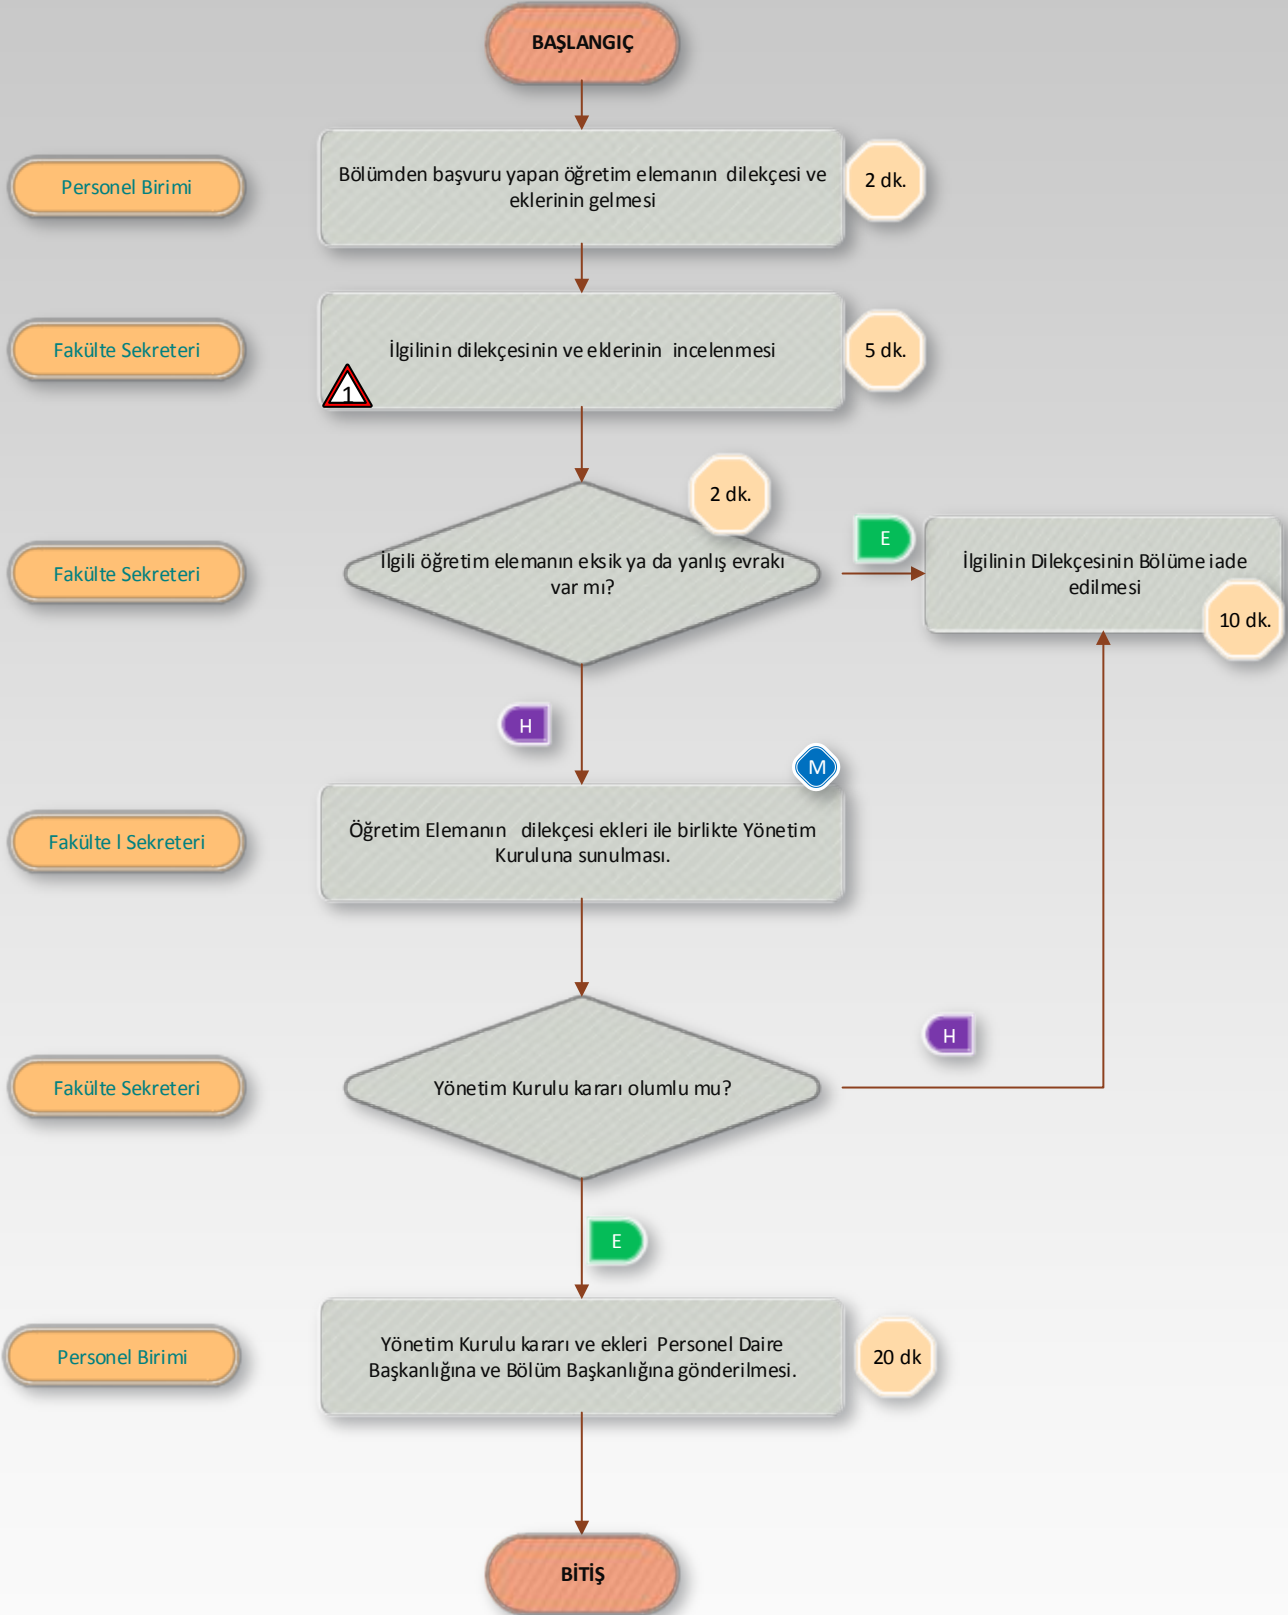 BAŞLANGIÇ
Personel Birimi
Bölümden başvuru yapan öğretim elemanın dilekçesi ve
eklerinin gelmesi
2 dk.
Fakülte Sekreteri
İlgilinin dilekçesinin ve eklerinin incelenmesi
5 dk.
1
2 dk.
Fakülte Sekreteri
İlgili öğretim elemanın eksik ya da yanlış evrakı
var mı?
E
İlgilinin Dilekçesinin Bölüme iade
edilmesi
10 dk.
H
M
Fakülte l Sekreteri
Öğretim Elemanın dilekçesi ekleri ile birlikte Yönetim
Kuruluna sunulması.
H
Fakülte Sekreteri
Yönetim Kurulu kararı olumlu mu?
E
Personel Birimi
Yönetim Kurulu kararı ve ekleri Personel Daire
Başkanlığına ve Bölüm Başkanlığına gönderilmesi.
20 dk
BİTİŞ